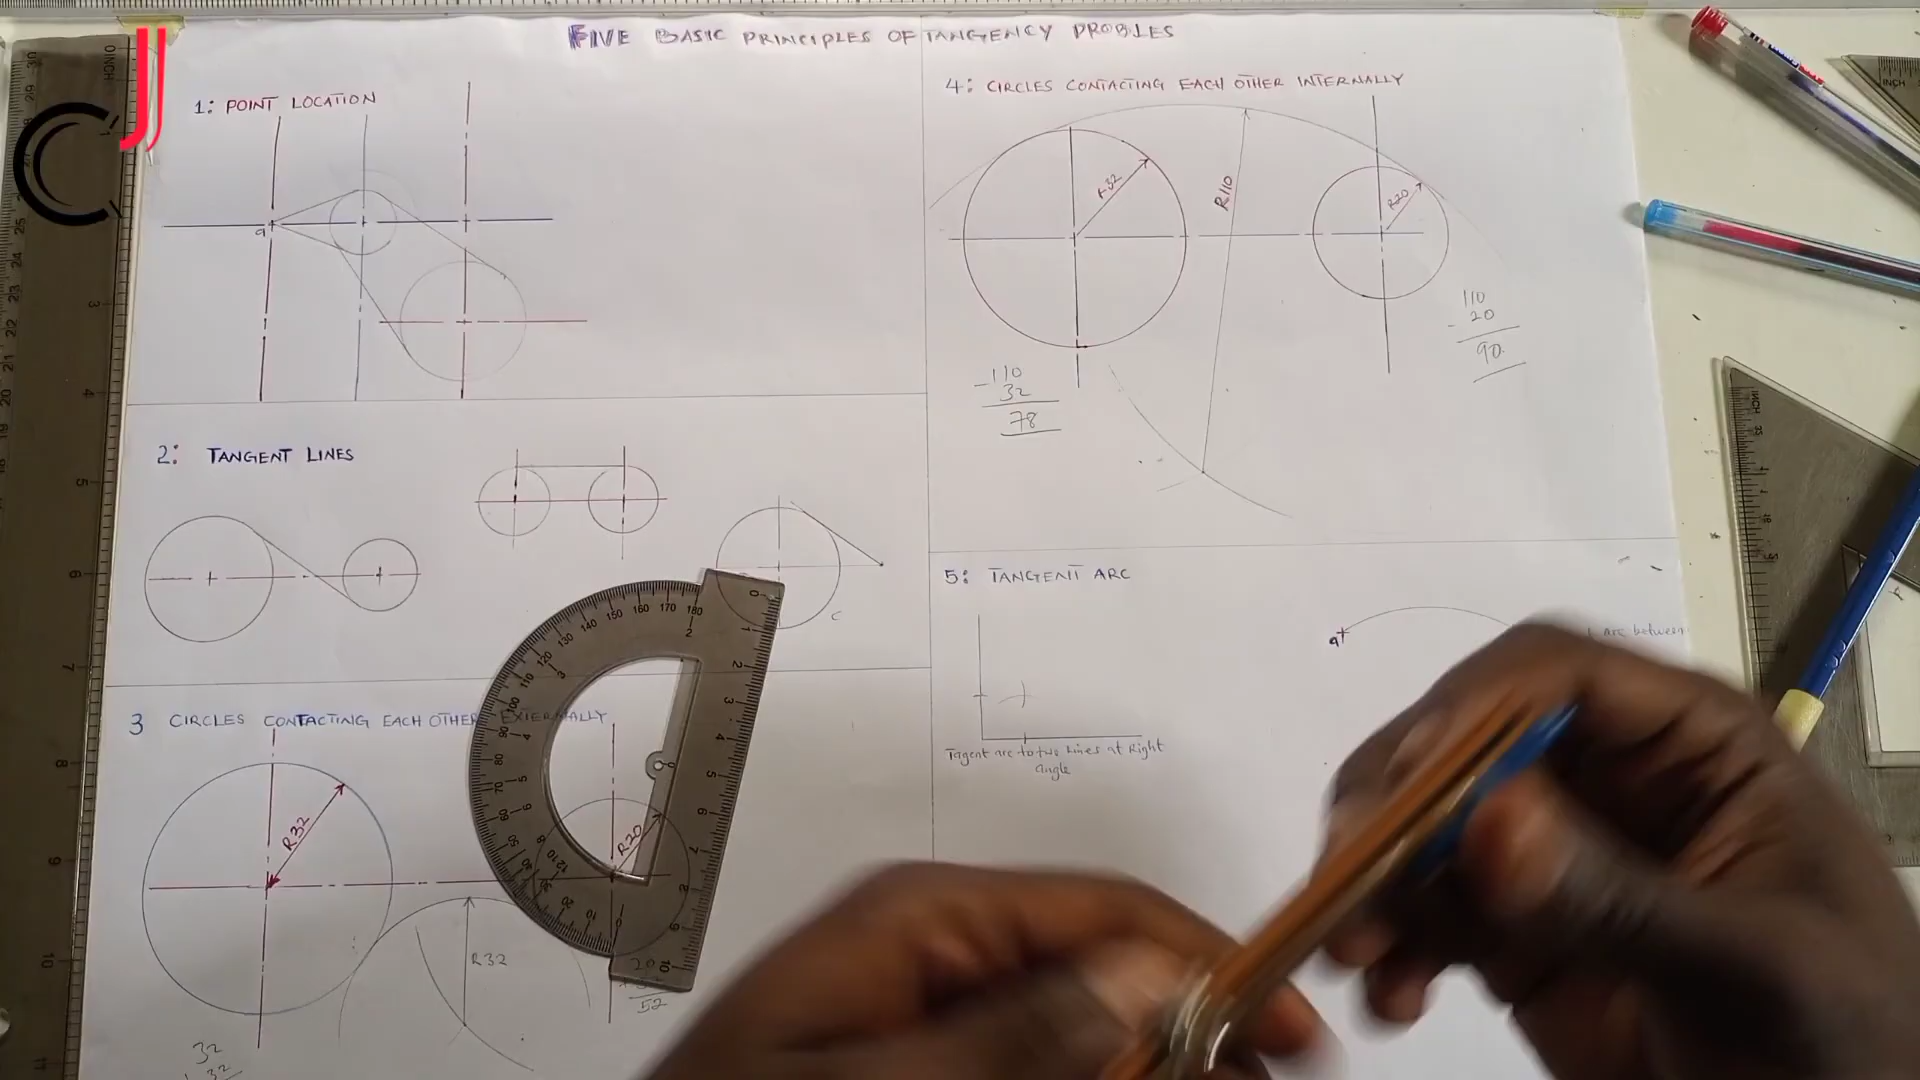 FIVE BASIC PRINCIPLES OF TANGENCY PROBLES
1: POINT LOCATION
a
2: TANGENT LINES
C
3 CIRCLES CONTACTING EACH OTHER EXTERNALLY
R32
R20
R32
20
52
32
32
4: CIRCLES CONTACTING EACH OTHER INTERNALLY
R32
R110
R20
110
- 20
90
110
- 32
78
5: TANGENT ARC
Tagent arc to two Lines at Right
angle
a
arc between